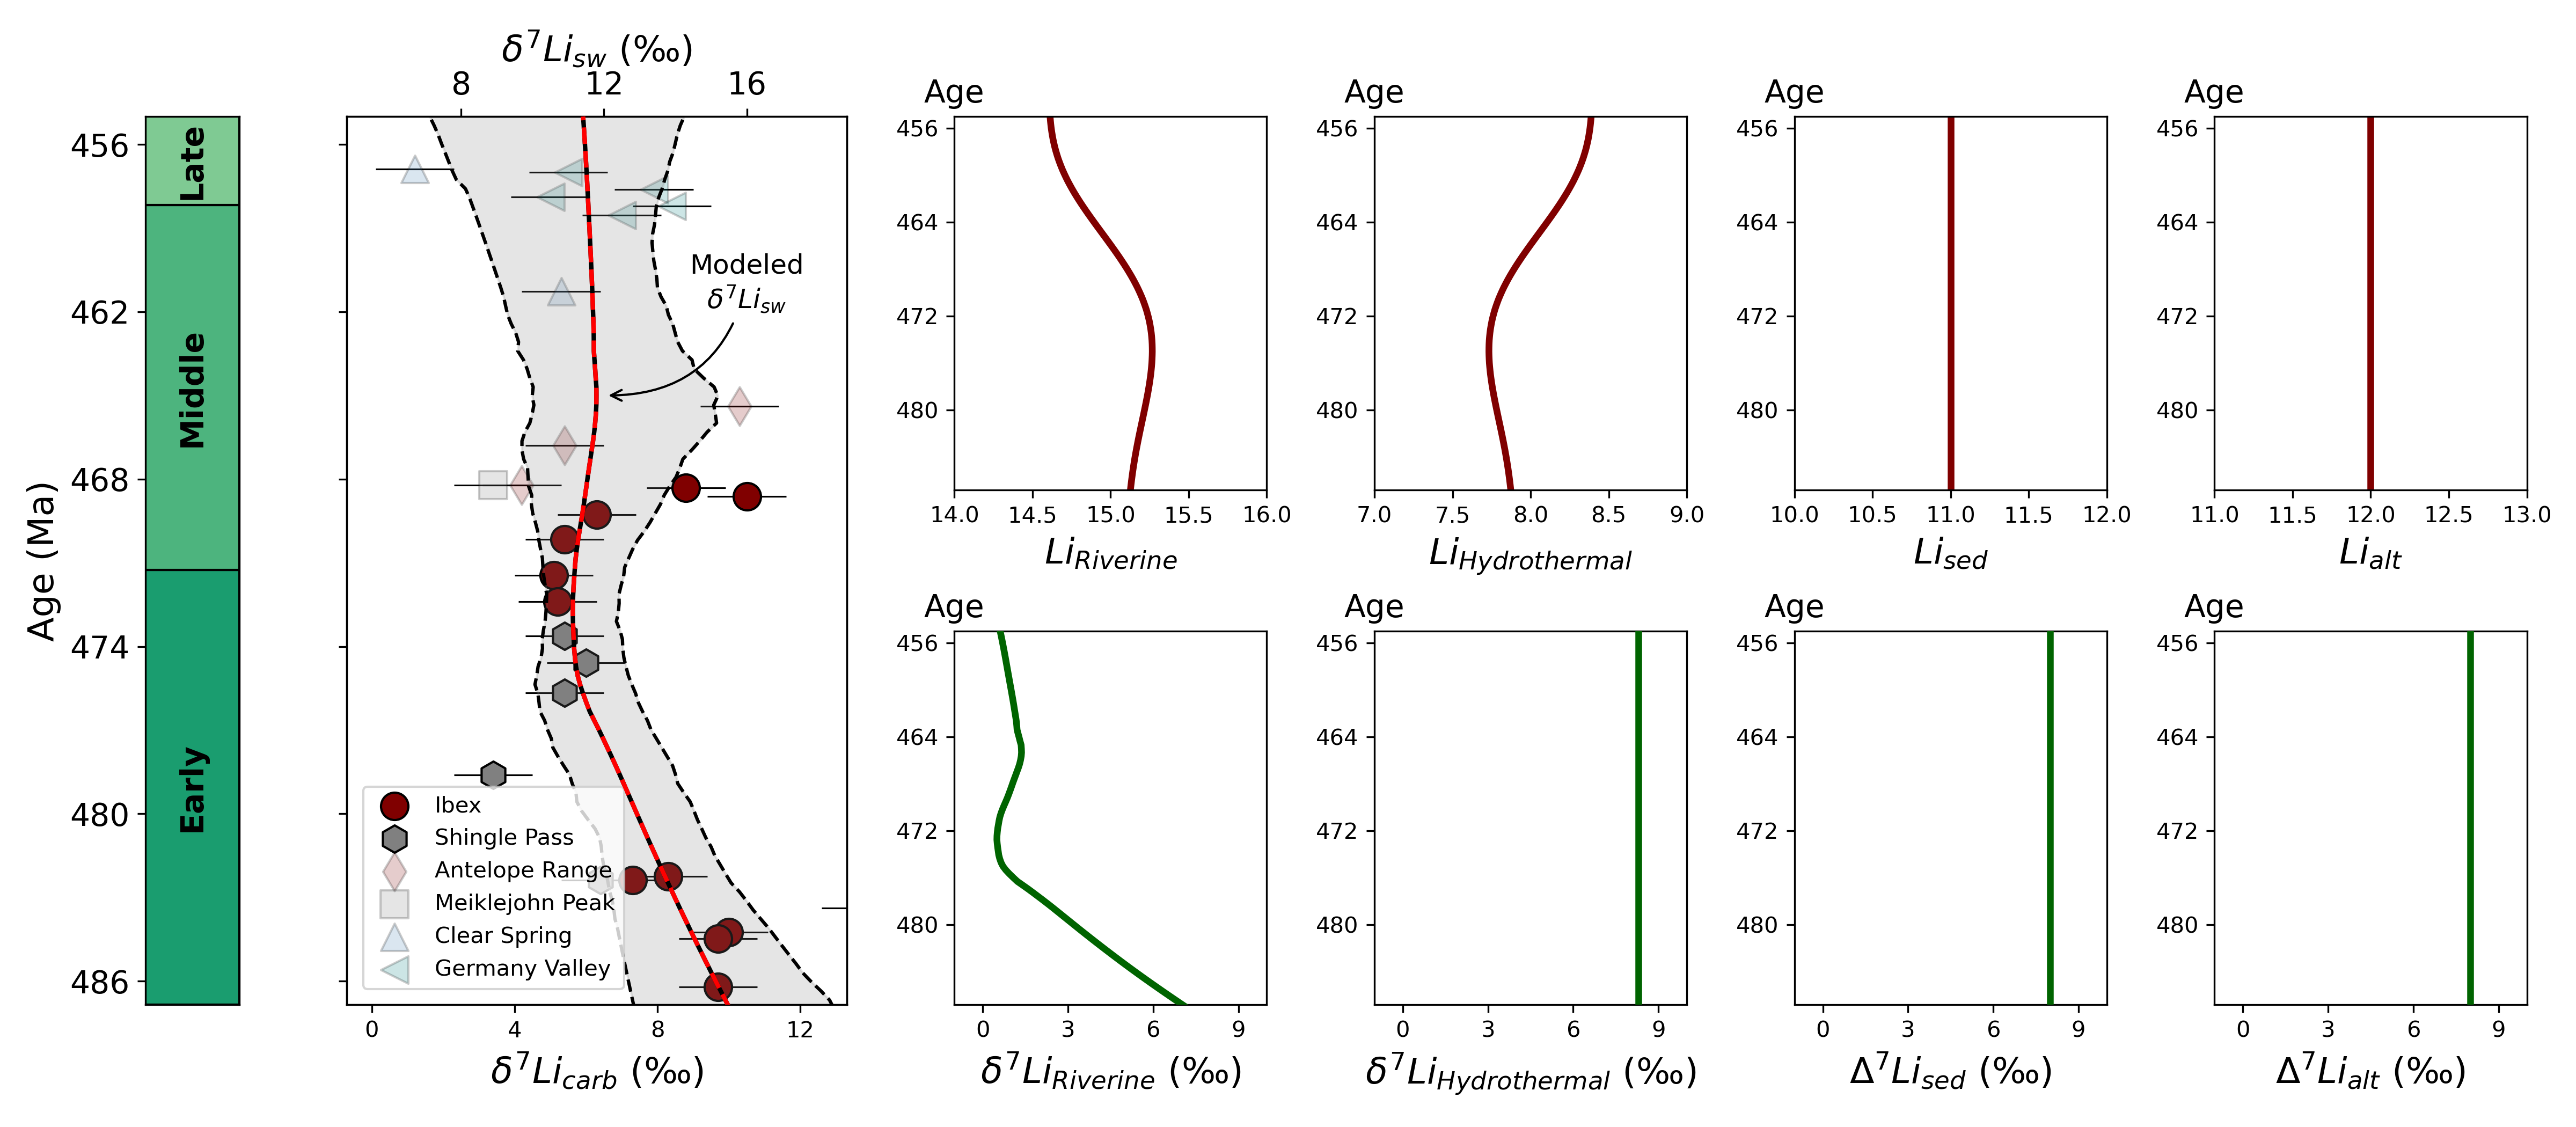 δ⁷Li_sw (‰)
8 12 16
Late
Middle
Early
Age (Ma)
456
462
468
474
480
486
Modeled
δ⁷Li_sw
Ibex
Shingle Pass
Antelope Range
Meiklejohn Peak
Clear Spring
Germany Valley
0 4 8 12
δ⁷Li_carb (‰)
Age
456
464
472
480
14.0 14.5 15.0 15.5 16.0
Li_Riverine
Age
456
464
472
480
7.0 7.5 8.0 8.5 9.0
Li_Hydrothermal
Age
456
464
472
480
10.0 10.5 11.0 11.5 12.0
Li_sed
Age
456
464
472
480
11.0 11.5 12.0 12.5 13.0
Li_alt
Age
456
464
472
480
0 3 6 9
δ⁷Li_Riverine (‰)
Age
456
464
472
480
0 3 6 9
δ⁷Li_Hydrothermal (‰)
Age
456
464
472
480
0 3 6 9
Δ⁷Li_sed (‰)
Age
456
464
472
480
0 3 6 9
Δ⁷Li_alt (‰)